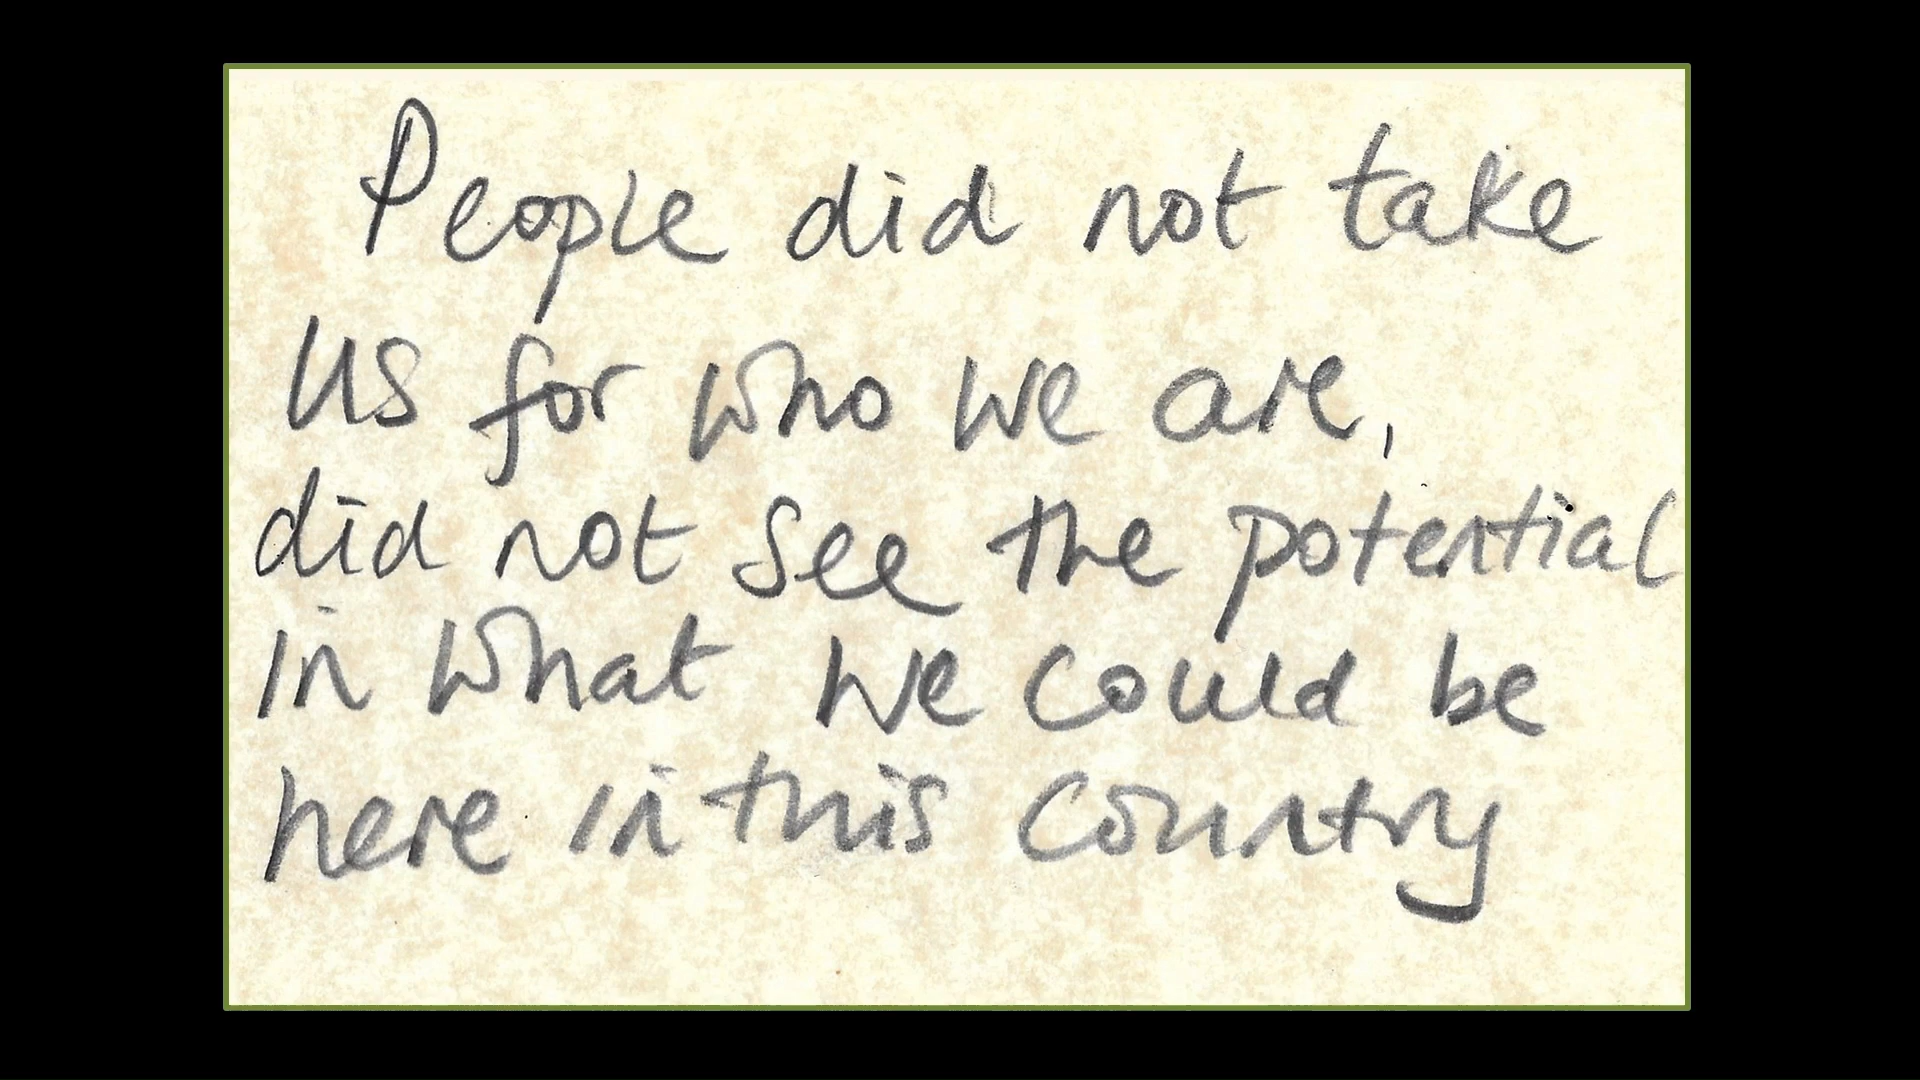 People did not take
us for who we are,
did not see the potential
in what we could be
here in this country